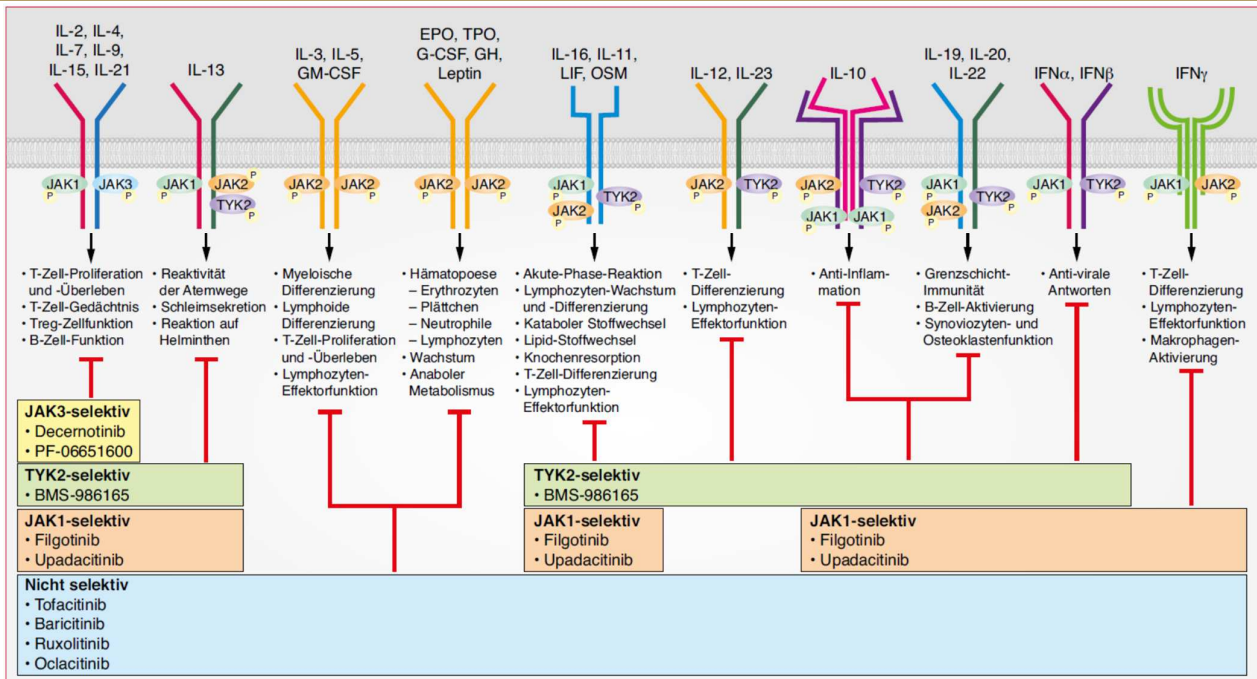 IL-2, IL-4,
IL-7, IL-9,
IL-15, IL-21
IL-13
IL-3, IL-5,
GM-CSF
EPO, TPO,
G-CSF, GH,
Leptin
IL-16, IL-11,
LIF, OSM
IL-12, IL-23
IL-10
IL-19, IL-20,
IL-22
IFNα, IFNβ
IFNγ
JAK1
P
JAK3
P
JAK1
P
JAK2
P
TYK2
P
JAK2
P
JAK2
P
JAK2
P
JAK2
P
JAK1
P
JAK2
P
TYK2
P
JAK2
P
TYK2
P
JAK2
P
TYK2
P
JAK1
P
JAK1
P
JAK1
P
JAK2
P
TYK2
P
JAK1
P
TYK2
P
JAK1
P
JAK2
P
• T-Zell-Proliferation
und -Überleben
• T-Zell-Gedächtnis
• Treg-Zellfunktion
• B-Zell-Funktion
• Reaktivität
der Atemwege
• Schleimsekretion
• Reaktion auf
Helminthen
• Myeloische
Differenzierung
• Lymphoide
Differenzierung
• T-Zell-Proliferation
und -Überleben
• Lymphozyten-
Effektorfunktion
• Hämatopoese
– Erythrozyten
– Plättchen
– Neutrophile
– Lymphozyten
• Wachstum
• Anaboler
Metabolismus
• Akute-Phase-Reaktion
• Lymphozyten-Wachstum
und -Differenzierung
• Kataboler Stoffwechsel
• Lipid-Stoffwechsel
• Knochenresorption
• T-Zell-Differenzierung
• Lymphozyten-
Effektorfunktion
• T-Zell-
Differenzierung
• Lymphozyten-
Effektorfunktion
• Anti-Inflam-
mation
• Grenzschicht-
Immunität
• B-Zell-Aktivierung
• Synoviozyten- und
Osteoklastenfunktion
• Anti-virale
Antworten
• T-Zell-
Differenzierung
• Lymphozyten-
Effektorfunktion
• Makrophagen-
Aktivierung
JAK3-selektiv
• Decernotinib
• PF-06651600
TYK2-selektiv
• BMS-986165
TYK2-selektiv
• BMS-986165
JAK1-selektiv
• Filgotinib
• Upadacitinib
JAK1-selektiv
• Filgotinib
• Upadacitinib
JAK1-selektiv
• Filgotinib
• Upadacitinib
Nicht selektiv
• Tofacitinib
• Baricitinib
• Ruxolitinib
• Oclacitinib